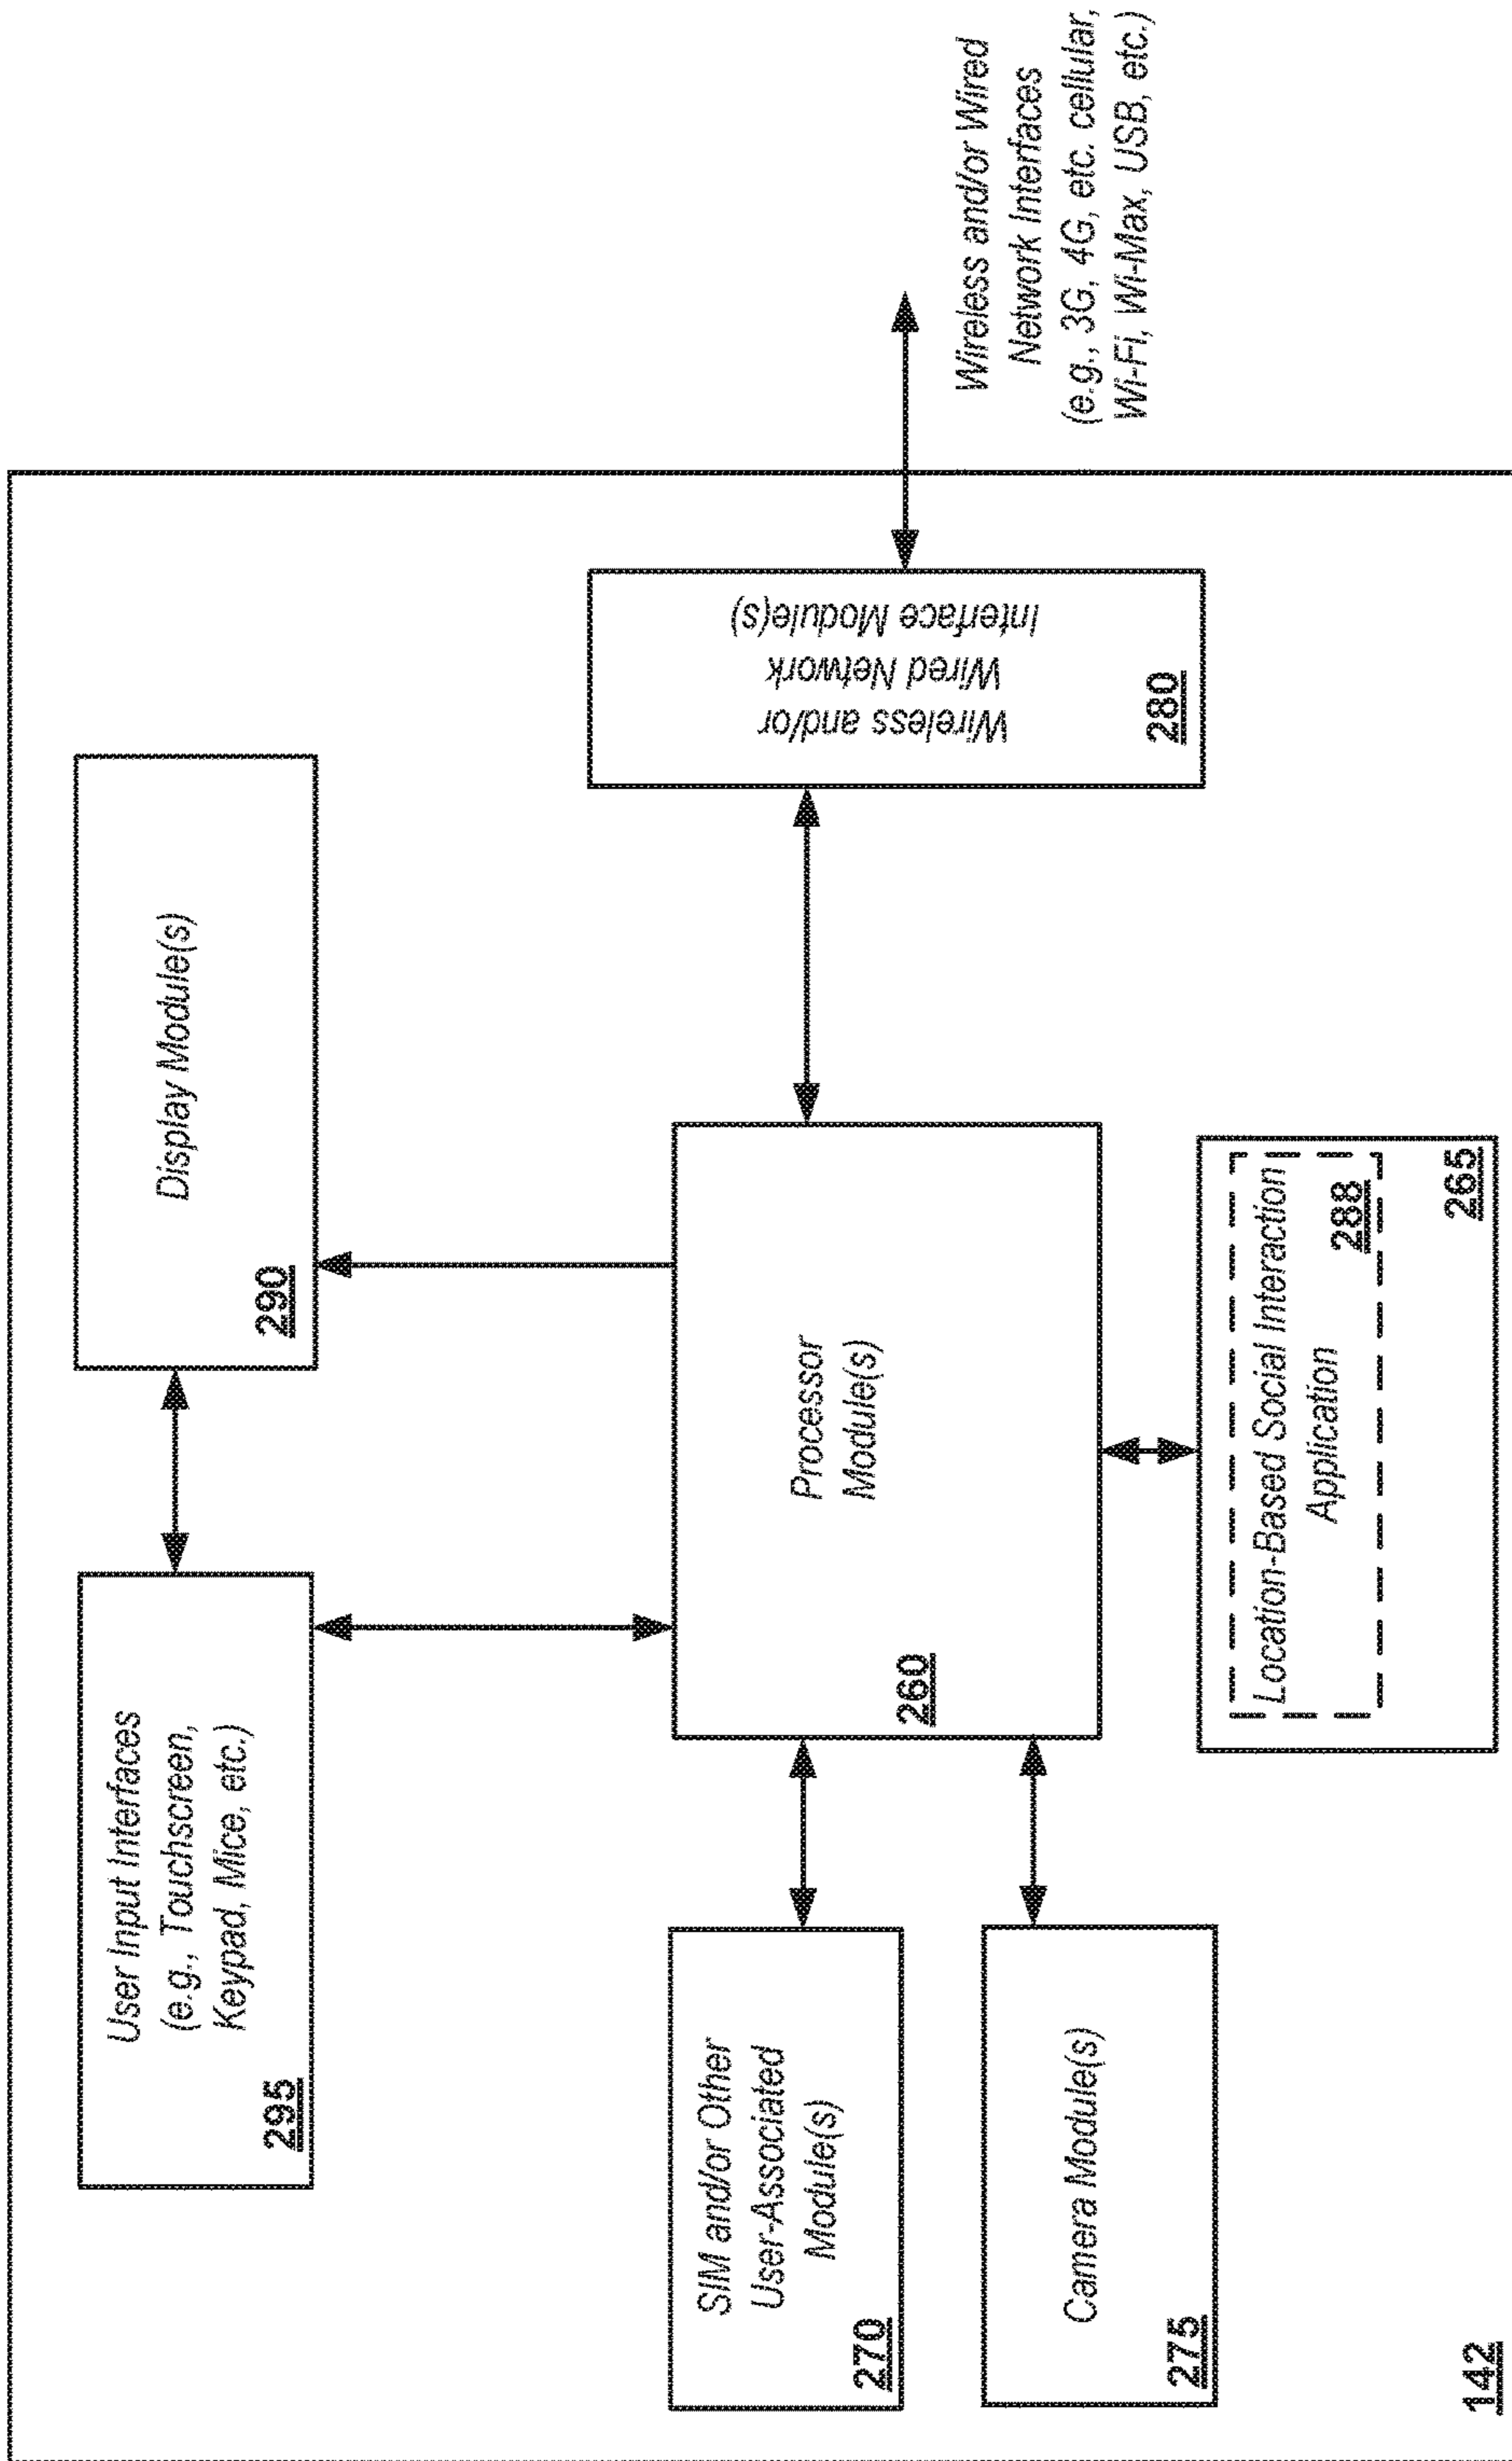 User Input Interfaces
(e.g., Touchscreen,
Keypad, Mice, etc.)
295
Display Module(s)
290
SIM and/or Other
User-Associated
Module(s)
270
Processor
Module(s)
260
Wireless and/or
Wired Network
Interface Module(s)
280
Wireless and/or Wired
Network Interfaces
(e.g., 3G, 4G, etc. cellular,
Wi-Fi, Wi-Max, USB, etc.)
Camera Module(s)
275
Location-Based Social Interaction
Application
288
265
142